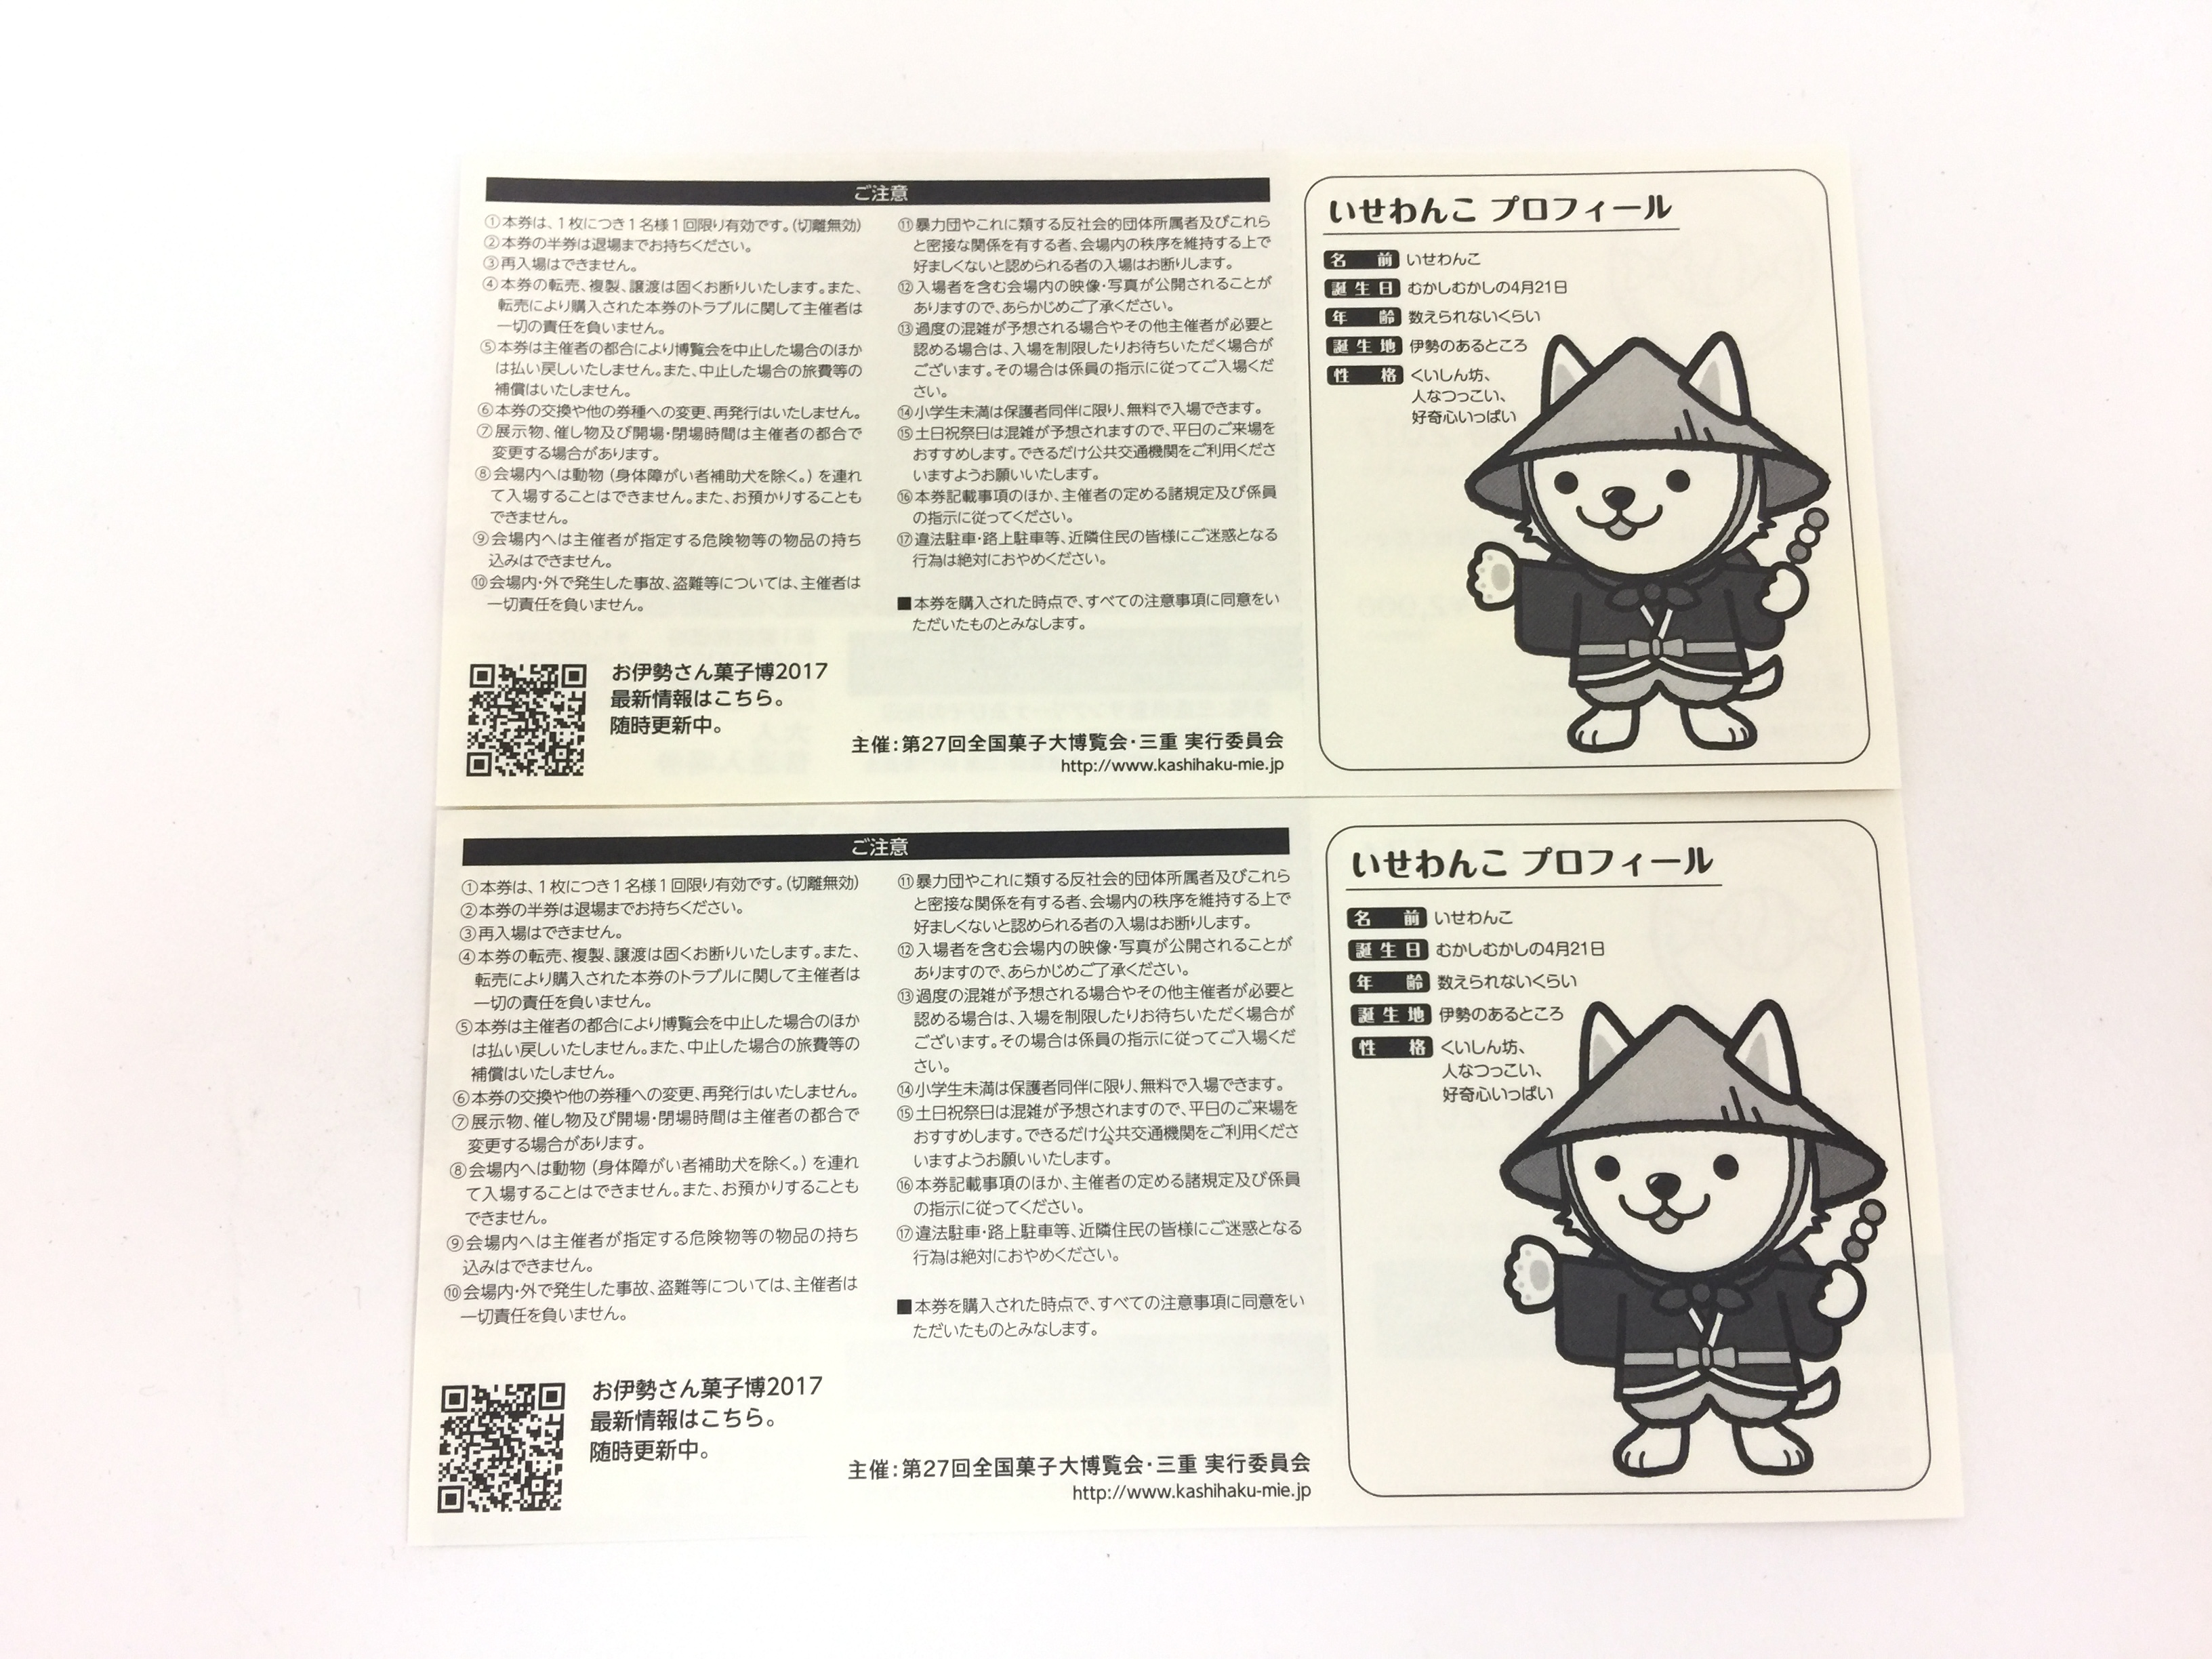 ご注意
①本券は、1枚につき1名様1回限り有効です。(切離無効)
②本券の半券は退場までお持ちください。
③再入場はできません。
④本券の転売、複製、譲渡は固くお断りいたします。また、
転売により購入された本券のトラブルに関して主催者は
一切の責任を負いません。
⑤本券は主催者の都合により博覧会を中止した場合のほか
は払い戻しいたしません。また、中止した場合の旅費等の
補償はいたしません。
⑥本券の交換や他の券種への変更、再発行はいたしません。
⑦展示物、催し物及び開場・閉場時間は主催者の都合で
変更する場合があります。
⑧会場内へは動物(身体障がい者補助犬を除く。)を連れ
て入場することはできません。また、お預かりすることも
できません。
⑨会場内へは主催者が指定する危険物等の物品の持ち
込みはできません。
⑩会場内・外で発生した事故、盗難等については、主催者は
一切責任を負いません。
⑪暴力団やこれに類する反社会的団体所属者及びこれら
と密接な関係を有する者、会場内の秩序を維持する上で
好ましくないと認められる者の入場はお断りします。
⑫入場者を含む会場内の映像・写真が公開されることが
ありますので、あらかじめご了承ください。
⑬過度の混雑が予想される場合やその他主催者が必要と
認める場合は、入場を制限したりお待ちいただく場合が
ございます。その場合は係員の指示に従ってご入場くだ
さい。
⑭小学生未満は保護者同伴に限り、無料で入場できます。
⑮土日祝祭日は混雑が予想されますので、平日のご来場を
おすすめします。できるだけ公共交通機関をご利用くださ
いますようお願いいたします。
⑯本券記載事項のほか、主催者の定める諸規定及び係員
の指示に従ってください。
⑰違法駐車・路上駐車等、近隣住民の皆様にご迷惑となる
行為は絶対におやめください。
■本券を購入された時点で、すべての注意事項に同意をい
ただいたものとみなします。
お伊勢さん菓子博2017
最新情報はこちら。
随時更新中。
主催:第27回全国菓子大博覧会・三重 実行委員会
http://www.kashihaku-mie.jp
いせわんこ プロフィール
名前 いせわんこ
誕生日 むかしむかしの4月21日
年齢 数えられないくらい
誕生地 伊勢のあるところ
性格 くいしん坊、
人なつっこい、
好奇心いっぱい
ご注意
①本券は、1枚につき1名様1回限り有効です。(切離無効)
②本券の半券は退場までお持ちください。
③再入場はできません。
④本券の転売、複製、譲渡は固くお断りいたします。また、
転売により購入された本券のトラブルに関して主催者は
一切の責任を負いません。
⑤本券は主催者の都合により博覧会を中止した場合のほか
は払い戻しいたしません。また、中止した場合の旅費等の
補償はいたしません。
⑥本券の交換や他の券種への変更、再発行はいたしません。
⑦展示物、催し物及び開場・閉場時間は主催者の都合で
変更する場合があります。
⑧会場内へは動物(身体障がい者補助犬を除く。)を連れ
て入場することはできません。また、お預かりすることも
できません。
⑨会場内へは主催者が指定する危険物等の物品の持ち
込みはできません。
⑩会場内・外で発生した事故、盗難等については、主催者は
一切責任を負いません。
⑪暴力団やこれに類する反社会的団体所属者及びこれら
と密接な関係を有する者、会場内の秩序を維持する上で
好ましくないと認められる者の入場はお断りします。
⑫入場者を含む会場内の映像・写真が公開されることが
ありますので、あらかじめご了承ください。
⑬過度の混雑が予想される場合やその他主催者が必要と
認める場合は、入場を制限したりお待ちいただく場合が
ございます。その場合は係員の指示に従ってご入場くだ
さい。
⑭小学生未満は保護者同伴に限り、無料で入場できます。
⑮土日祝祭日は混雑が予想されますので、平日のご来場を
おすすめします。できるだけ公共交通機関をご利用くださ
いますようお願いいたします。
⑯本券記載事項のほか、主催者の定める諸規定及び係員
の指示に従ってください。
⑰違法駐車・路上駐車等、近隣住民の皆様にご迷惑となる
行為は絶対におやめください。
■本券を購入された時点で、すべての注意事項に同意をい
ただいたものとみなします。
お伊勢さん菓子博2017
最新情報はこちら。
随時更新中。
主催:第27回全国菓子大博覧会・三重 実行委員会
http://www.kashihaku-mie.jp
いせわんこ プロフィール
名前 いせわんこ
誕生日 むかしむかしの4月21日
年齢 数えられないくらい
誕生地 伊勢のあるところ
性格 くいしん坊、
人なつっこい、
好奇心いっぱい